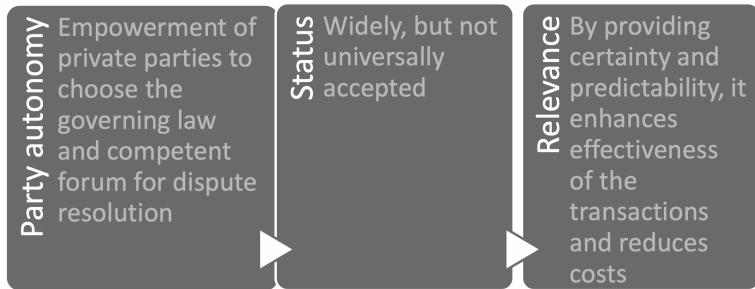 Party autonomy
Empowerment of
private parties to
choose the
governing law
and competent
forum for dispute
resolution
Status
Widely, but not
universally
accepted
Relevance
By providing
certainty and
predictability, it
enhances
effectiveness
of the
transactions
and reduces
costs